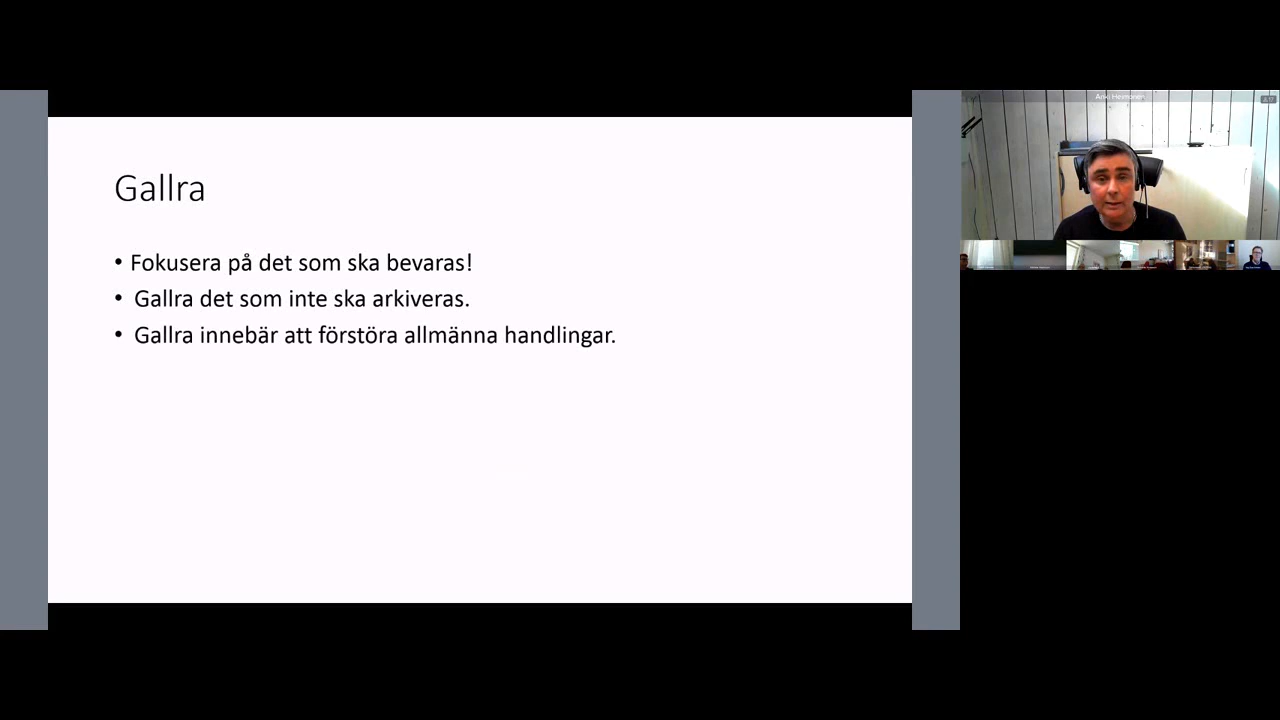 Gallra
• Fokusera på det som ska bevaras!
• Gallra det som inte ska arkiveras.
• Gallra innebär att förstöra allmänna handlingar.